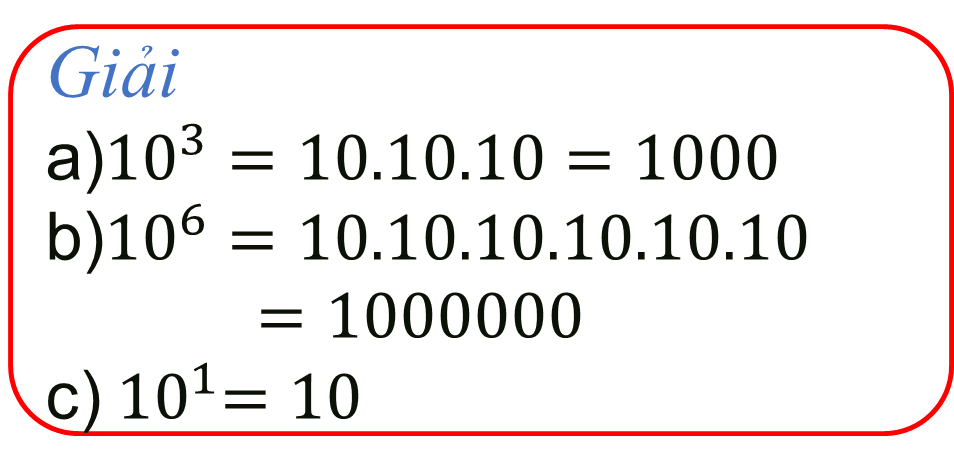 Giải
a)10³ = 10.10.10 = 1000
b)10⁶ = 10.10.10.10.10.10
= 1000000
c) 10¹= 10